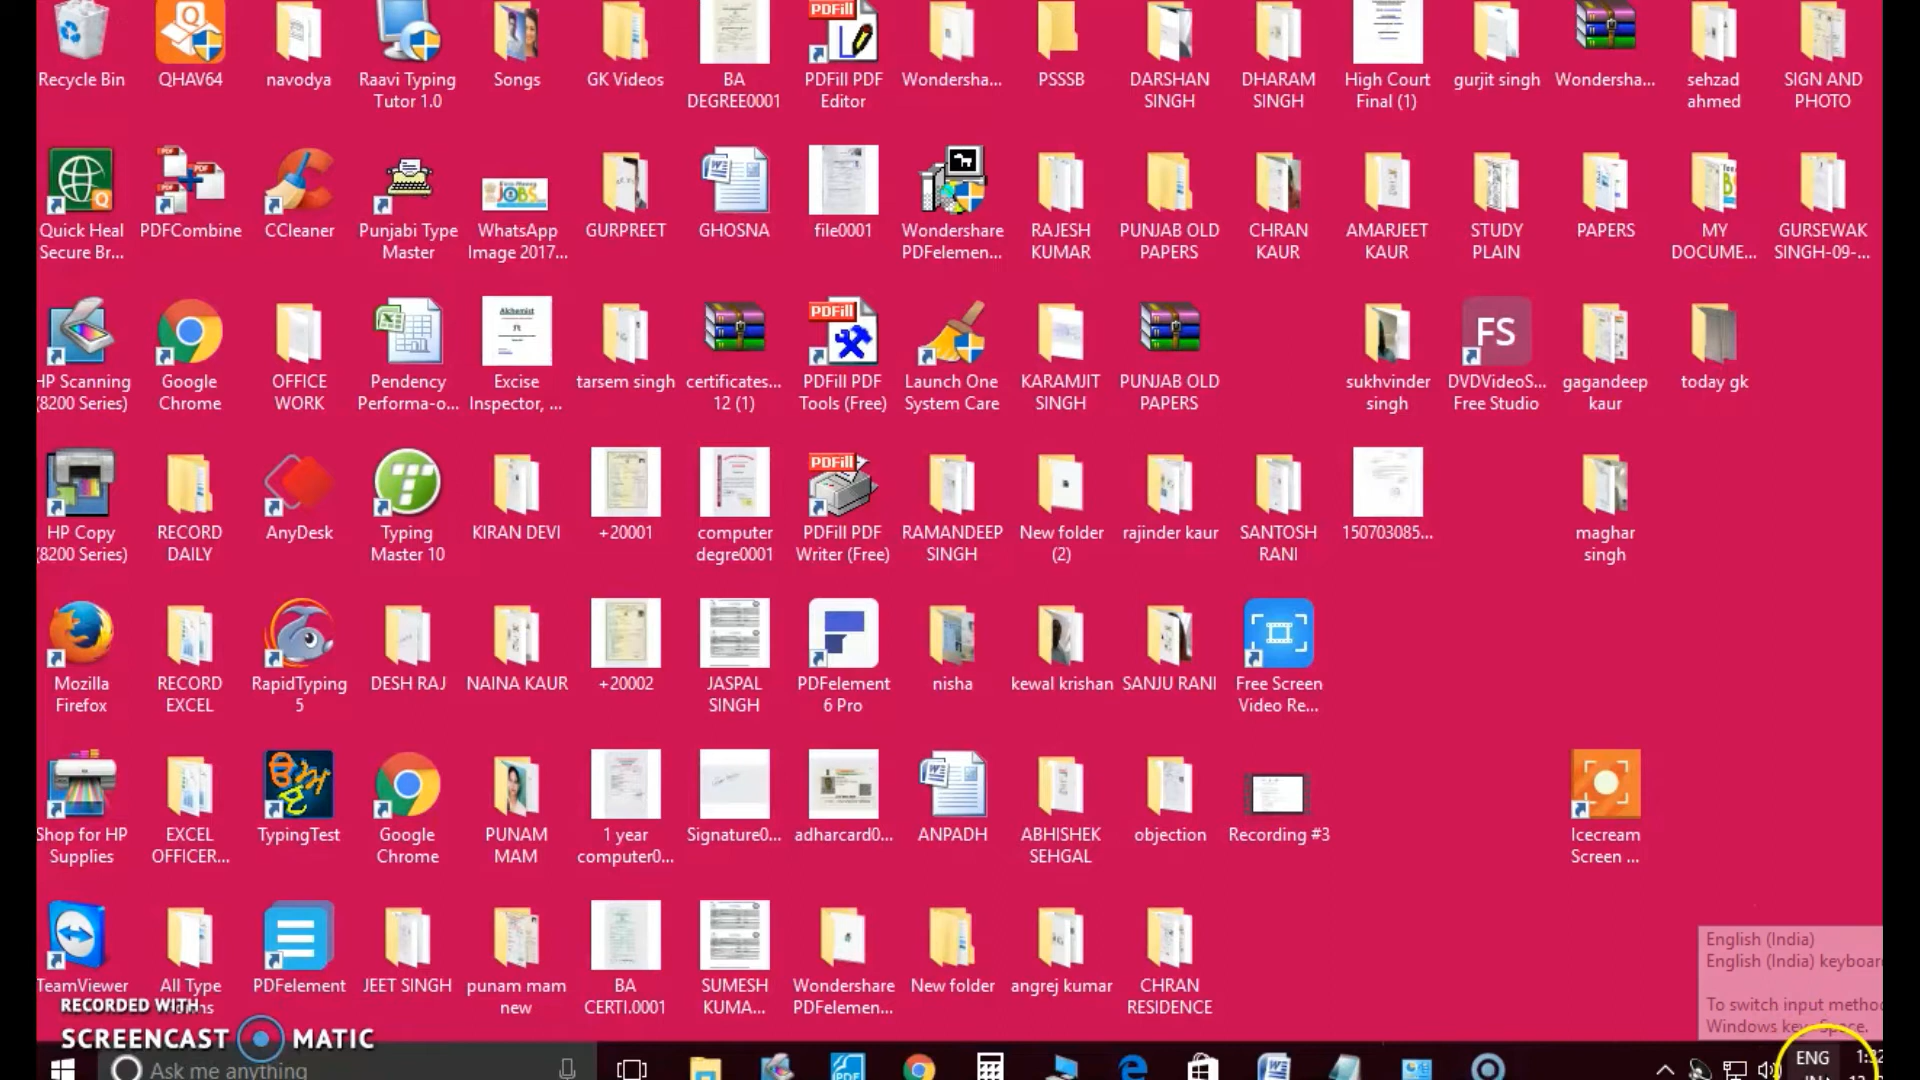 Recycle Bin
QHAV64
navodya
Raavi Typing
Tutor 1.0
Songs
GK Videos
BA
DEGREE0001
PDFill PDF
Editor
Wondersha...
PSSSB
DARSHAN
SINGH
DHARAM
SINGH
High Court
Final (1)
gurjit singh
Wondersha...
sehzad
ahmed
SIGN AND
PHOTO
Quick Heal
Secure Br...
PDFCombine
CCleaner
Punjabi Type
Master
WhatsApp
Image 2017...
GURPREET
GHOSNA
file0001
Wondershare
PDFelemen...
RAJESH
KUMAR
PUNJAB OLD
PAPERS
CHRAN
KAUR
AMARJEET
KAUR
STUDY
PLAIN
PAPERS
MY
DOCUME...
GURSEWAK
SINGH-09-...
HP Scanning
(8200 Series)
Google
Chrome
OFFICE
WORK
Pendency
Performa-o...
Excise
Inspector, ...
tarsem singh
certificates...
12 (1)
PDFill PDF
Tools (Free)
Launch One
System Care
KARAMJIT
SINGH
PUNJAB OLD
PAPERS
sukhvinder
singh
FS
DVDVideoS...
Free Studio
gagandeep
kaur
today gk
HP Copy
(8200 Series)
RECORD
DAILY
AnyDesk
Typing
Master 10
KIRAN DEVI
+20001
computer
degre0001
PDFill PDF
Writer (Free)
RAMANDEEP
SINGH
New folder
(2)
rajinder kaur
SANTOSH
RANI
150703085...
maghar
singh
Mozilla
Firefox
RECORD
EXCEL
RapidTyping
5
DESH RAJ
NAINA KAUR
+20002
JASPAL
SINGH
PDFelement
6 Pro
nisha
kewal krishan
SANJU RANI
Free Screen
Video Re...
Shop for HP
Supplies
EXCEL
OFFICER...
TypingTest
Google
Chrome
PUNAM
MAM
1 year
computer0...
Signature0...
adharcard0...
ANPADH
ABHISHEK
SEHGAL
objection
Recording #3
Icecream
Screen ...
TeamViewer
All Type
PDFelement
JEET SINGH
punam mam
new
BA
CERTI.0001
SUMESH
KUMA...
Wondershare
PDFelemen...
New folder
angrej kumar
CHRAN
RESIDENCE
English (India)
English (India) keyboar
To switch input metho
Windows key+Space.
RECORDED WITH
SCREENCAST MATIC
Ask me anything
ENG